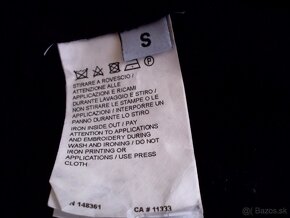 S
P
STIRARE A ROVESCIO /
ATTENZIONE ALLE
APPLICAZIONI E RICAMI
DURANTE LAVAGGIO E STIRO /
NON STIRARE LE STAMPE O LE
APPLICAZIONI / INTERPORRE UN
PANNO DURANTE LO STIRO
IRON INSIDE OUT / PAY
ATTENTION TO APPLICATIONS
AND EMBROIDERY DURING
WASH AND IRONING / DO NOT
IRON PRINTING OR
APPLICATIONS / USE PRESS
CLOTH
N 148361 CA # 11333
Bazos.sk